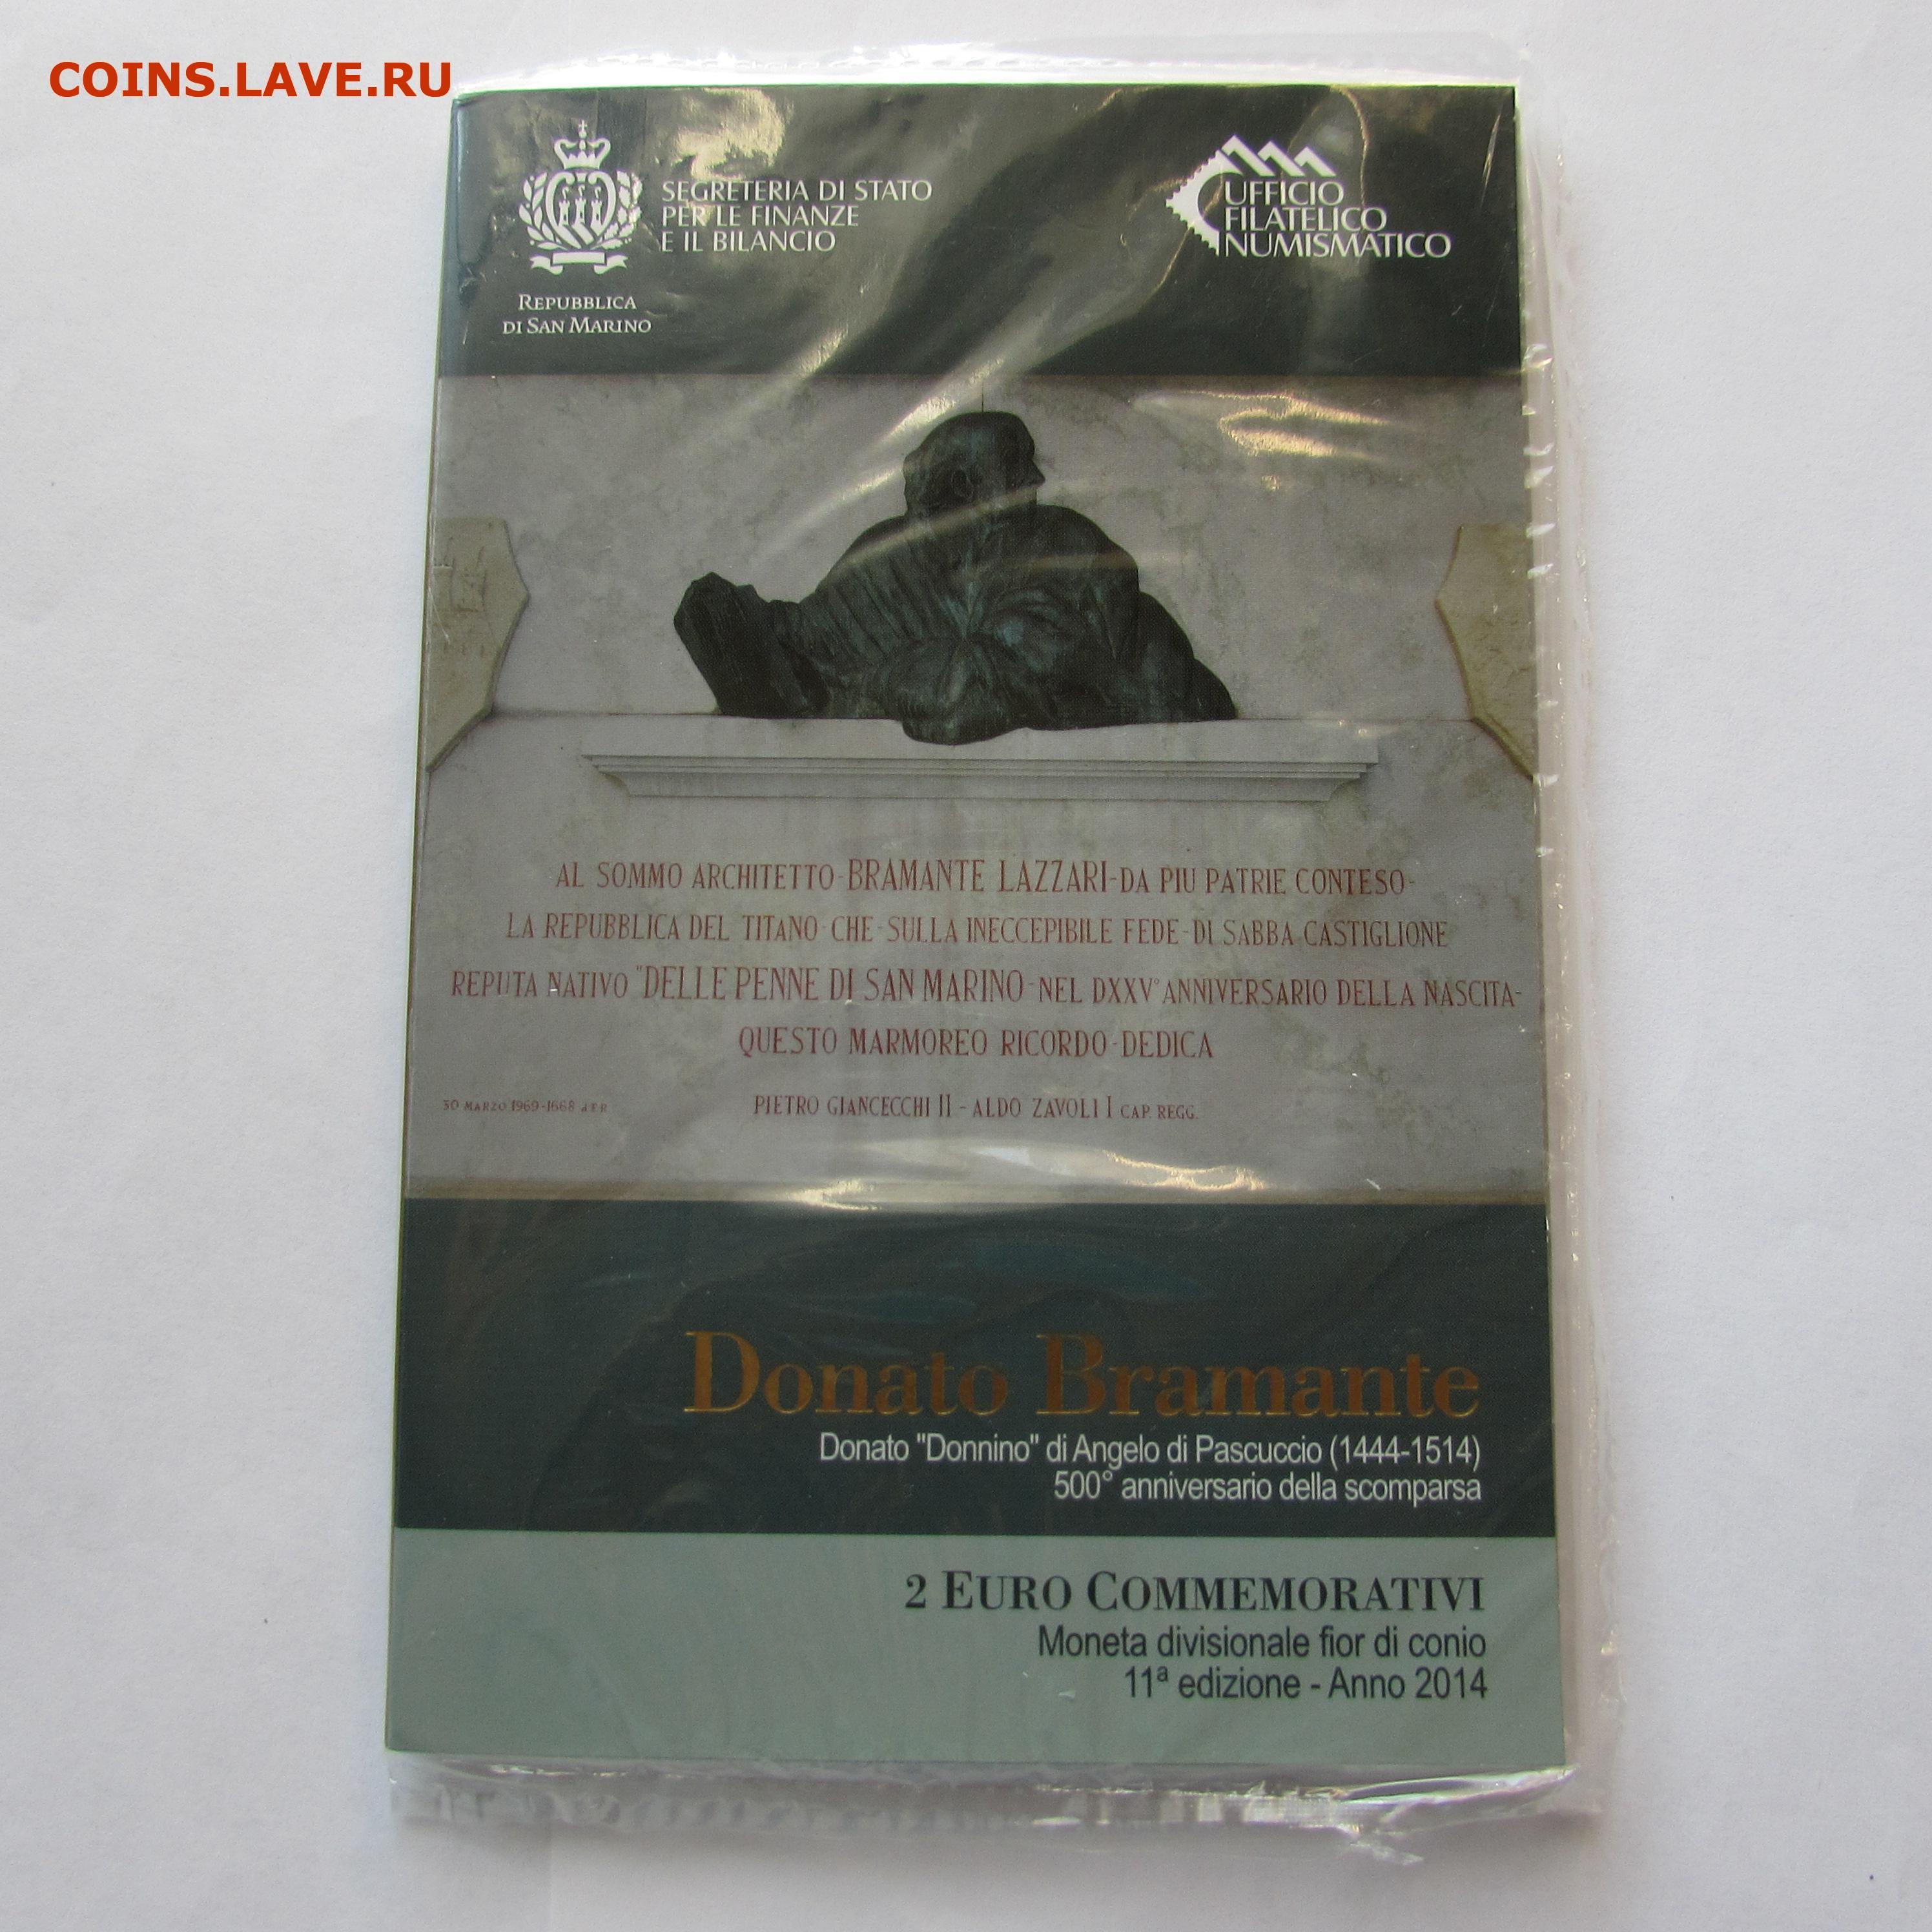 COINS.LAVE.RU
SEGRETERIA DI STATO
PER LE FINANZE
E IL BILANCIO
REPUBBLICA
DI SAN MARINO
UFFICIO
FILATELICO
NUMISMATICO
AL SOMMO ARCHITETTO-BRAMANTE LAZZARI-DA PIU PATRIE CONTESO-
LA REPUBBLICA DEL TITANO-CHE-SULLA INECCEPIBILE FEDE-DI SABBA CASTIGLIONE
REPUTA NATIVO "DELLE PENNE DI SAN MARINO-NEL DXXV° ANNIVERSARIO DELLA NASCITA-
QUESTO MARMOREO RICORDO-DEDICA
30 MARZO 1969-1668 d.F.R.
PIETRO GIANCECCHI II - ALDO ZAVOLI I CAP. REGG.
Donato Bramante
Donato "Donnino" di Angelo di Pascuccio (1444-1514)
500° anniversario della scomparsa
2 EURO COMMEMORATIVI
Moneta divisionale fior di conio
11ª edizione - Anno 2014